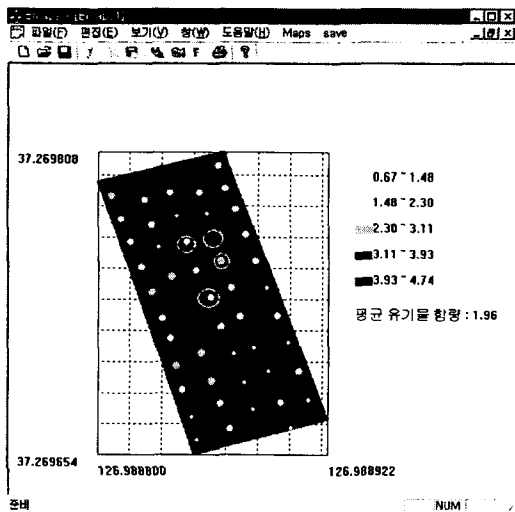 파일(F) 편집(E) 보기(V) 창(W) 도움말(H) Maps save
37.269808
0.67 ~ 1.48
1.48 ~ 2.30
2.30 ~ 3.11
3.11 ~ 3.93
3.93 ~ 4.74
평균 유기물 함량 : 1.96
37.269654
126.988800
126.988922
준비
NUM